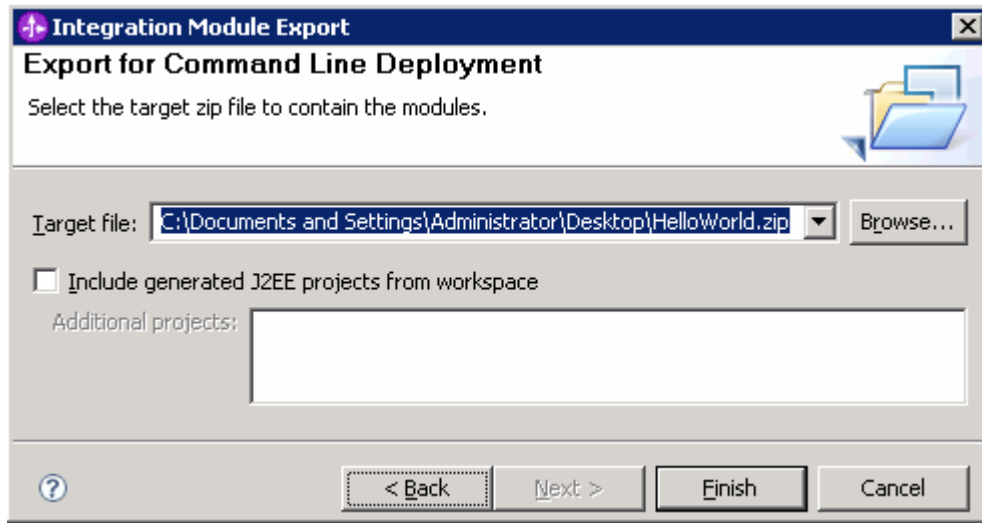 Integration Module Export
Export for Command Line Deployment
Select the target zip file to contain the modules.
Target file: C:\Documents and Settings\Administrator\Desktop\HelloWorld.zip Browse...
Include generated J2EE projects from workspace
Additional projects:
< Back Next > Finish Cancel